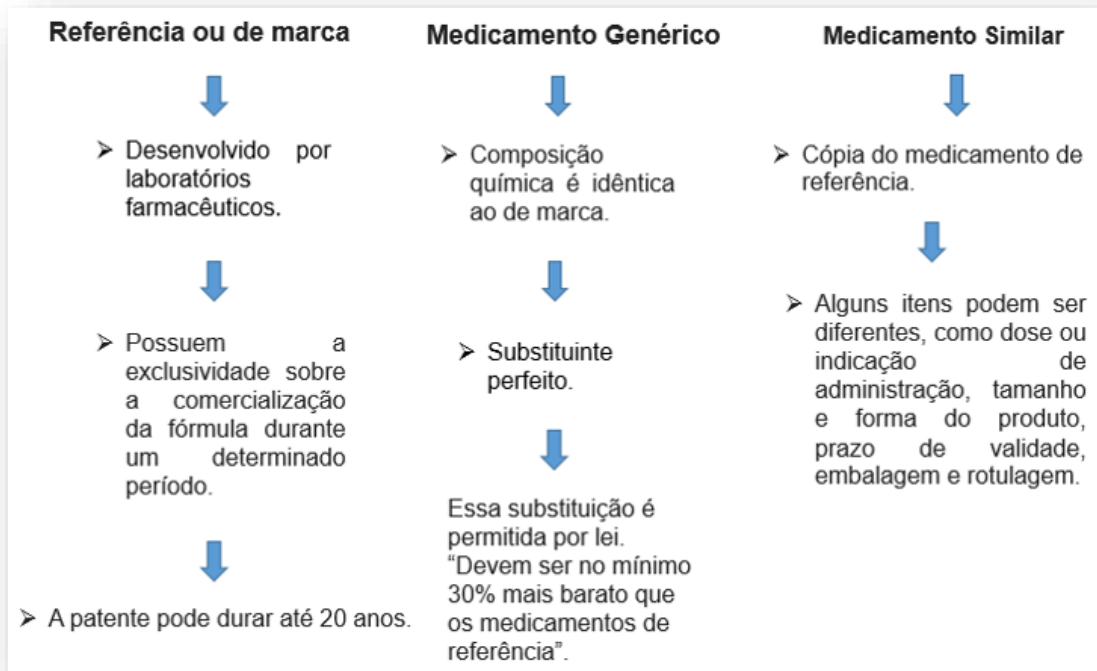 Referência ou de marca
➢ Desenvolvido por
laboratórios
farmacêuticos.
➢ Possuem a
exclusividade sobre
a comercialização
da fórmula durante
um determinado
período.
➢ A patente pode durar até 20 anos.
Medicamento Genérico
➢ Composição
química é idêntica
ao de marca.
➢ Substituinte
perfeito.
Essa substituição é
permitida por lei.
“Devem ser no mínimo
30% mais barato que
os medicamentos de
referência”.
Medicamento Similar
➢ Cópia do medicamento de
referência.
➢ Alguns itens podem ser
diferentes, como dose ou
indicação de
administração, tamanho
e forma do produto,
prazo de validade,
embalagem e rotulagem.